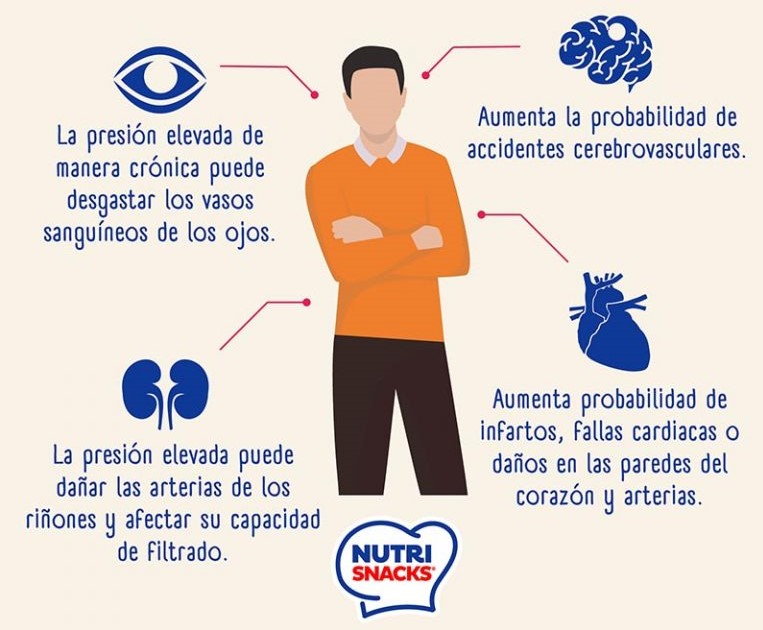 La presión elevada de
manera crónica puede
desgastar los vasos
sanguíneos de los ojos.
Aumenta la probabilidad de
accidentes cerebrovasculares.
La presión elevada puede
dañar las arterias de los
riñones y afectar su capacidad
de filtrado.
Aumenta probabilidad de
infartos, fallas cardiacas o
daños en las paredes del
corazón y arterias.
NUTRI
SNACKS®